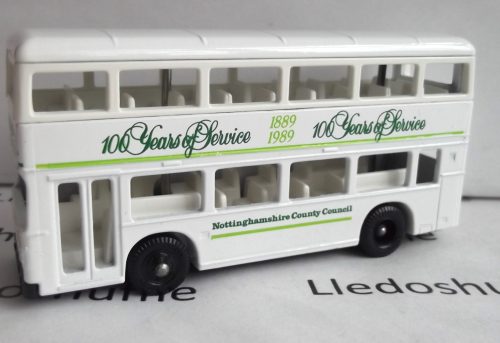 100 Years of Service 1889 1989 100 Years of Service
Nottinghamshire County Council
Lledoshu